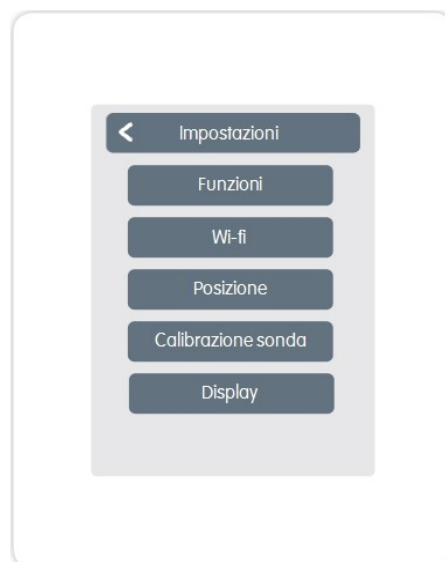 Impostazioni
Funzioni
Wi-fi
Posizione
Calibrazione sonda
Display